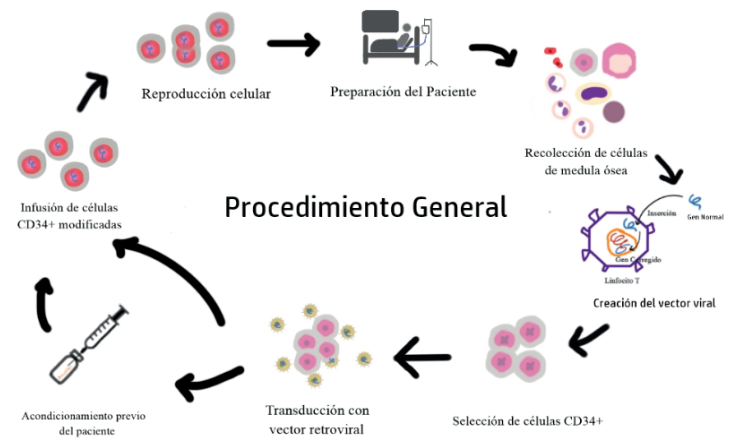 Reproducción celular
Preparación del Paciente
Recolección de células
de medula ósea
Procedimiento General
Infusión de células
CD34+ modificadas
Inserción
Gen Normal
Gen Corregido
Linfocito T
Creación del vector viral
Selección de células CD34+
Transducción con
vector retroviral
Acondicionamiento previo
del paciente